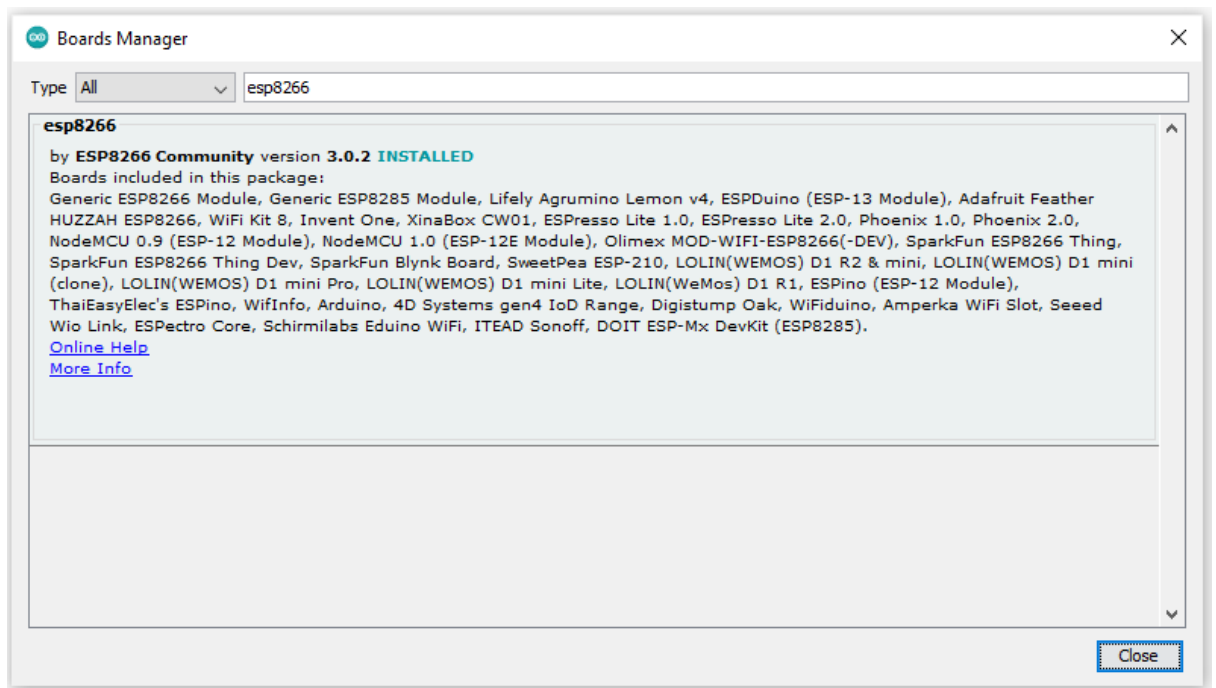 Boards Manager
Type All esp8266
esp8266
by ESP8266 Community version 3.0.2 INSTALLED
Boards included in this package:
Generic ESP8266 Module, Generic ESP8285 Module, Lifely Agrumino Lemon v4, ESPDuino (ESP-13 Module), Adafruit Feather
HUZZAH ESP8266, WiFi Kit 8, Invent One, XinaBox CW01, ESPresso Lite 1.0, ESPresso Lite 2.0, Phoenix 1.0, Phoenix 2.0,
NodeMCU 0.9 (ESP-12 Module), NodeMCU 1.0 (ESP-12E Module), Olimex MOD-WIFI-ESP8266(-DEV), SparkFun ESP8266 Thing,
SparkFun ESP8266 Thing Dev, SparkFun Blynk Board, SweetPea ESP-210, LOLIN(WEMOS) D1 R2 & mini, LOLIN(WEMOS) D1 mini
(clone), LOLIN(WEMOS) D1 mini Pro, LOLIN(WEMOS) D1 mini Lite, LOLIN(WeMos) D1 R1, ESPino (ESP-12 Module),
ThaiEasyElec's ESPino, WifInfo, Arduino, 4D Systems gen4 IoD Range, Digistump Oak, WiFiduino, Amperka WiFi Slot, Seeed
Wio Link, ESPectro Core, Schirmilabs Eduino WiFi, ITEAD Sonoff, DOIT ESP-Mx DevKit (ESP8285).
Online Help
More Info
Close